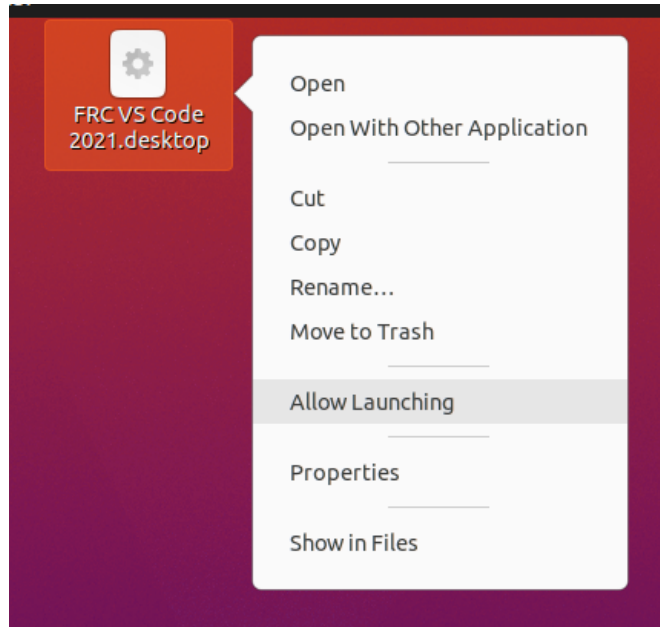 FRC VS Code
2021.desktop
Open
Open With Other Application
Cut
Copy
Rename…
Move to Trash
Allow Launching
Properties
Show in Files